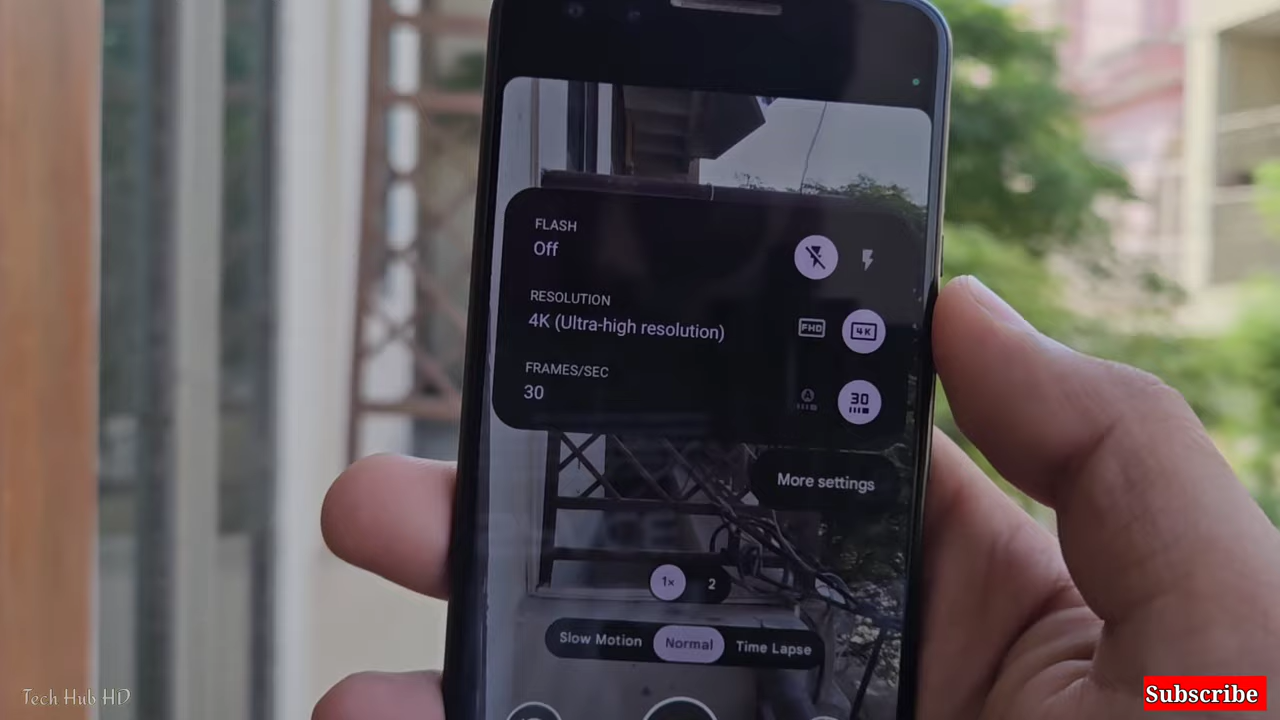 FLASH
Off
RESOLUTION
4K (Ultra-high resolution)
FHD
4K
FRAMES/SEC
30
A
30
More settings
1×
2
Slow Motion
Normal
Time Lapse
Tech Hub HD
Subscribe